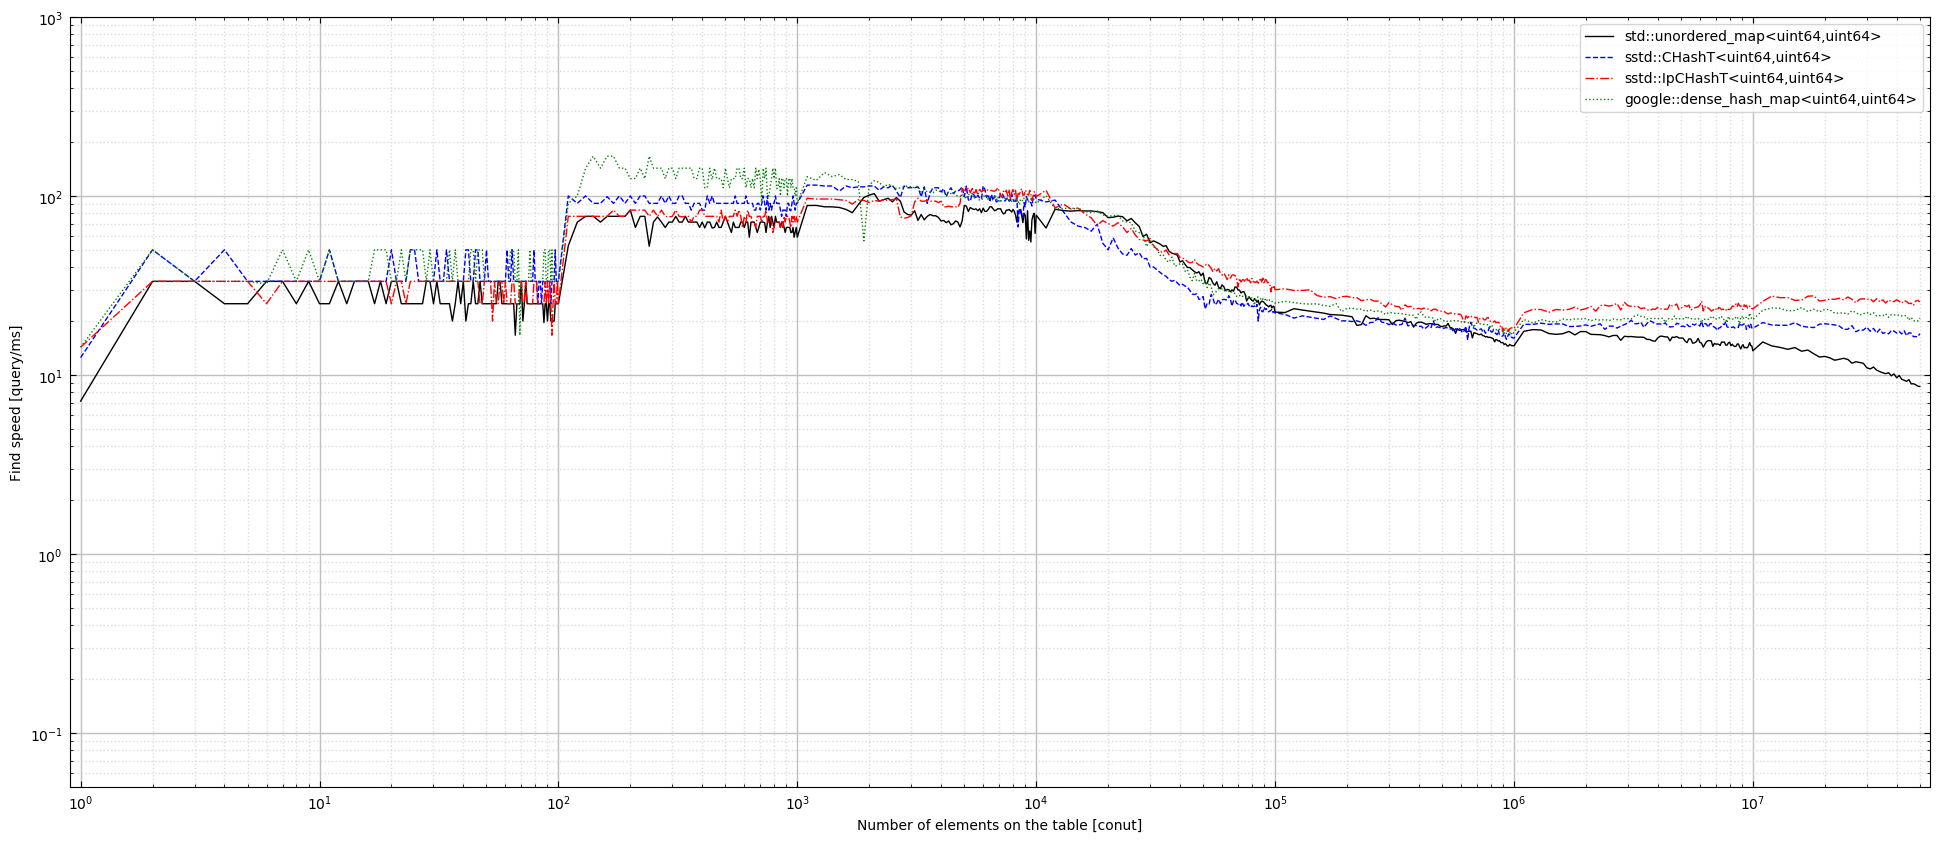 std::unordered_map<uint64,uint64>
sstd::CHashT<uint64,uint64>
sstd::IpCHashT<uint64,uint64>
google::dense_hash_map<uint64,uint64>
Find speed [query/ms]
10³
10²
10¹
10⁰
10⁻¹
10⁰ 10¹ 10² 10³ 10⁴ 10⁵ 10⁶ 10⁷
Number of elements on the table [conut]